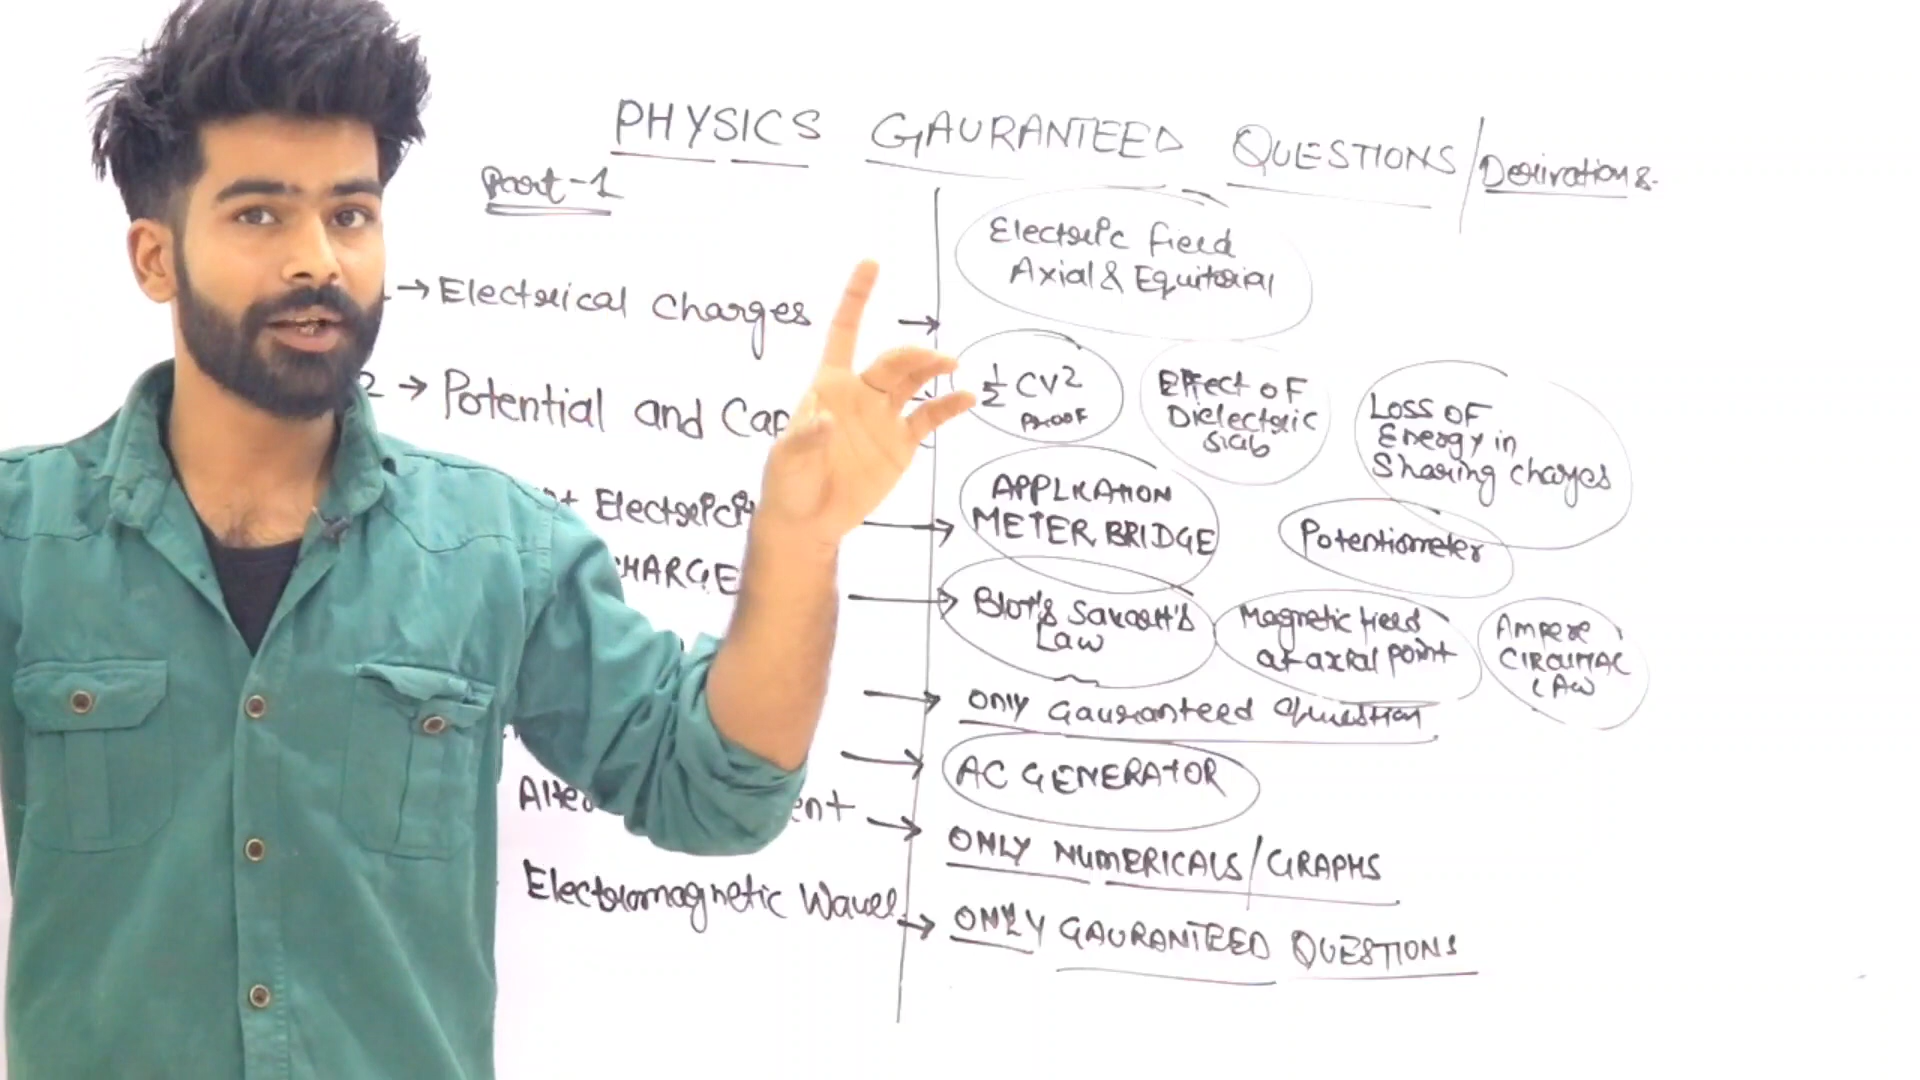 PHYSICS GAURANTEED QUESTIONS/Derivations.
Part-1
→ Electrical Charges →
2 → Potential and Cap
Electricity →
CHARGE →
→
→
ent →
Electromagnetic Waves →
Electric field
Axial & Equitorial
1/2 CV²
PROOF
Effect of
Dielectric
slab
Loss of
Energy in
Sharing charges
APPLICATION
METER BRIDGE
Potentiometer
Biot's Savart's
Law
Magnetic field
at axial point
AMPERE
CIRCUITAL
LAW
ONLY Gauranteed Question
AC GENERATOR
ONLY NUMERICALS/GRAPHS
ONLY GAURANTEED QUESTIONS